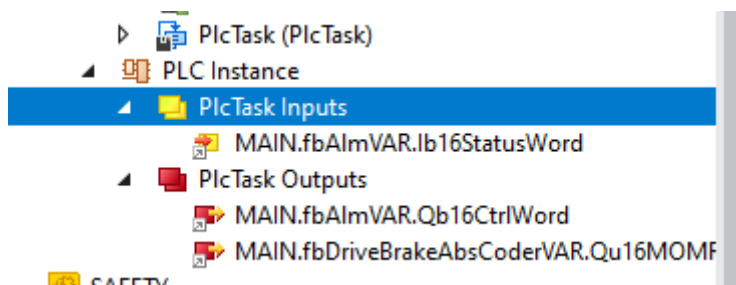 PlcTask (PlcTask)
PLC Instance
PlcTask Inputs
MAIN.fbAlmVAR.Ib16StatusWord
PlcTask Outputs
MAIN.fbAlmVAR.Qb16CtrlWord
MAIN.fbDriveBrakeAbsCoderVAR.Qu16MOMF
SAFETY